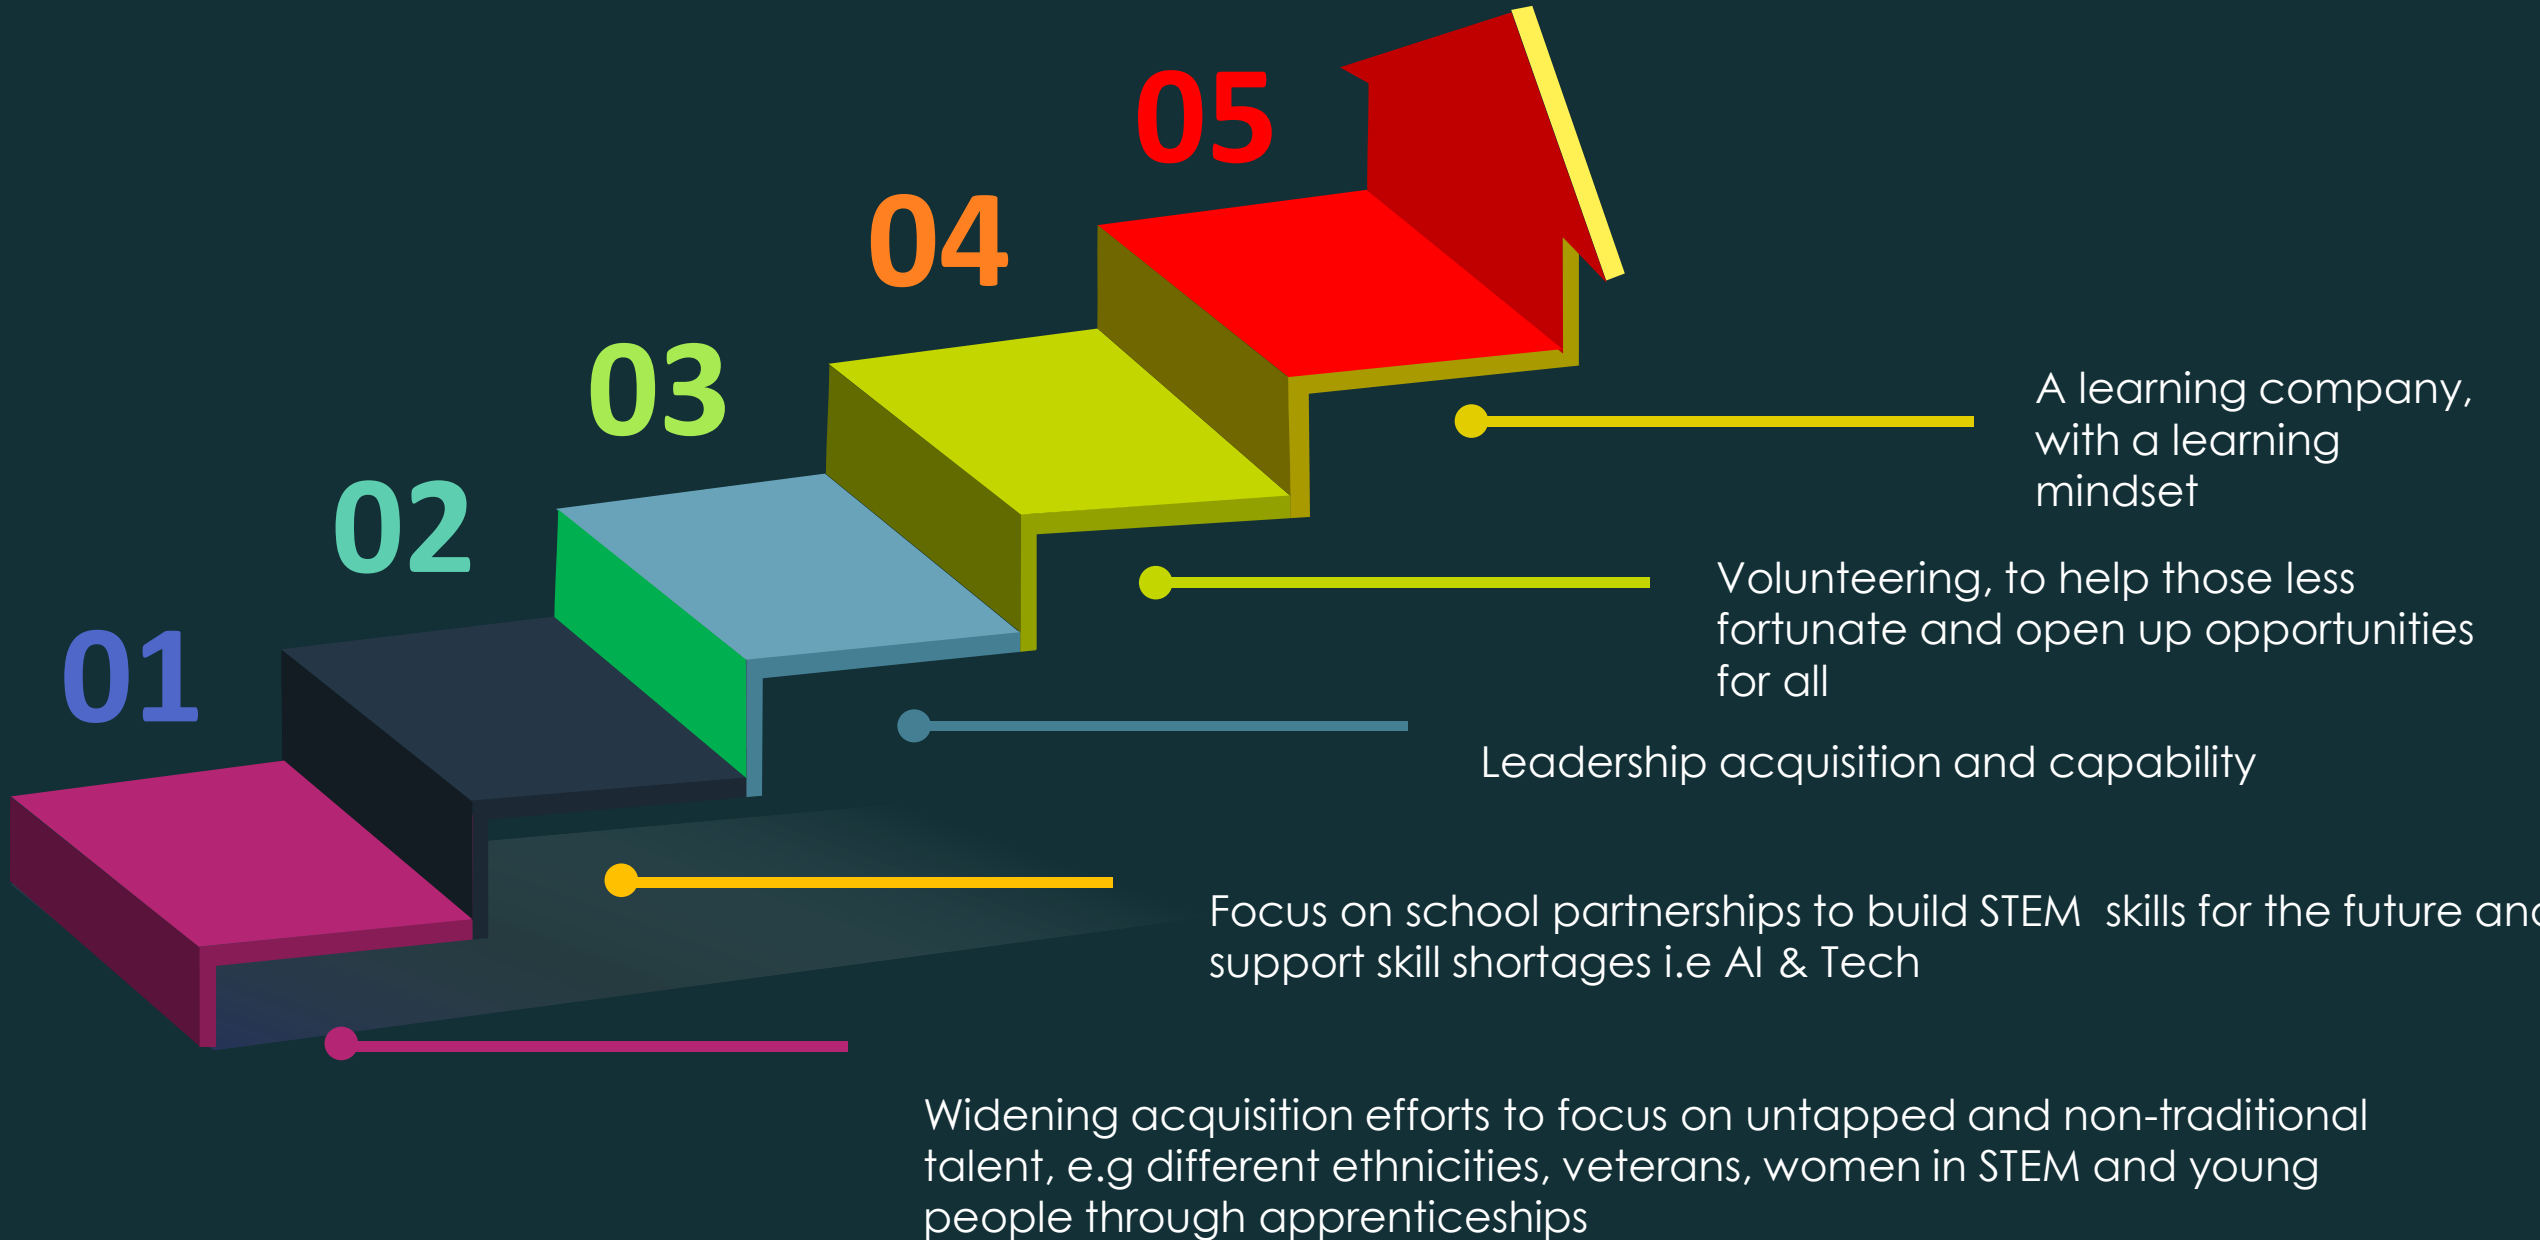 05
04
03
02
01
A learning company,
with a learning
mindset
Volunteering, to help those less
fortunate and open up opportunities
for all
Leadership acquisition and capability
Focus on school partnerships to build STEM  skills for the future and
support skill shortages i.e AI & Tech
Widening acquisition efforts to focus on untapped and non-traditional
talent, e.g different ethnicities, veterans, women in STEM and young
people through apprenticeships